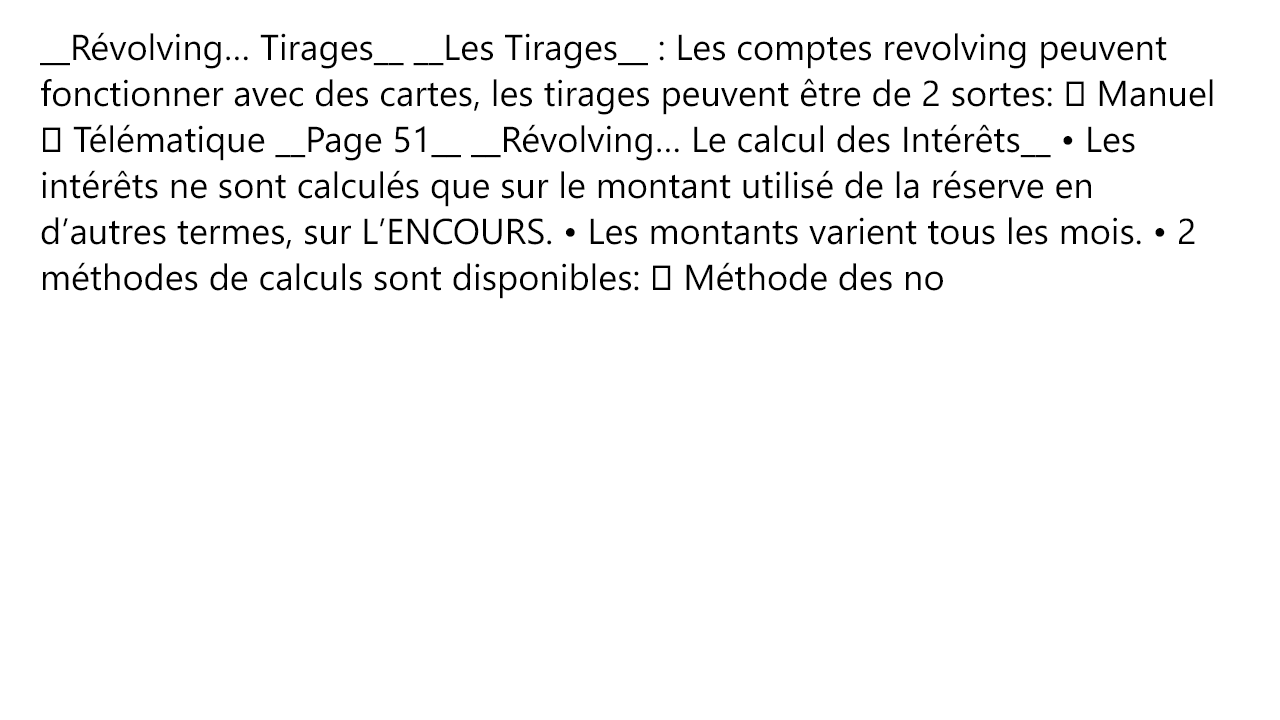 __Révolving… Tirages__ __Les Tirages__ : Les comptes revolving peuvent
fonctionner avec des cartes, les tirages peuvent être de 2 sortes:  Manuel
 Télématique __Page 51__ __Révolving… Le calcul des Intérêts__ • Les
intérêts ne sont calculés que sur le montant utilisé de la réserve en
d’autres termes, sur L’ENCOURS. • Les montants varient tous les mois. • 2
méthodes de calculs sont disponibles:  Méthode des no